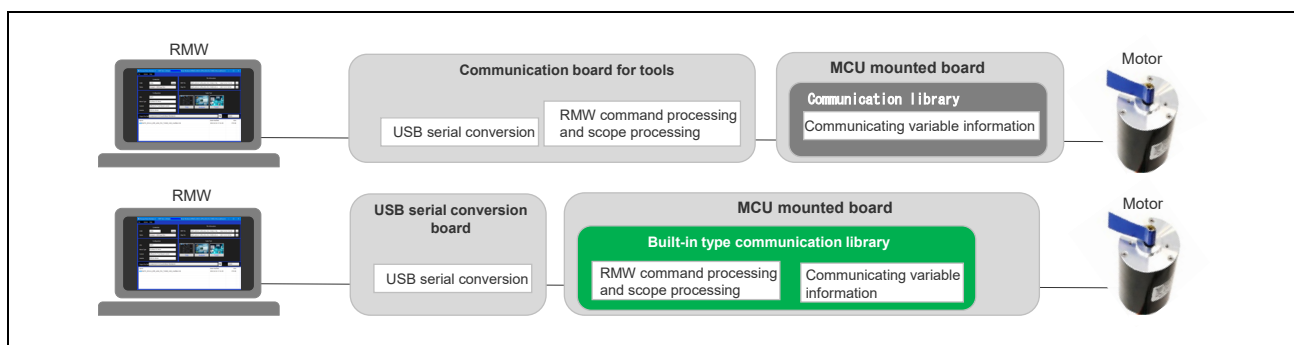 RMW
Communication board for tools
USB serial conversion
RMW command processing
and scope processing
MCU mounted board
Communication library
Communicating variable information
Motor
RMW
USB serial conversion
board
USB serial conversion
MCU mounted board
Built-in type communication library
RMW command processing
and scope processing
Communicating variable
information
Motor